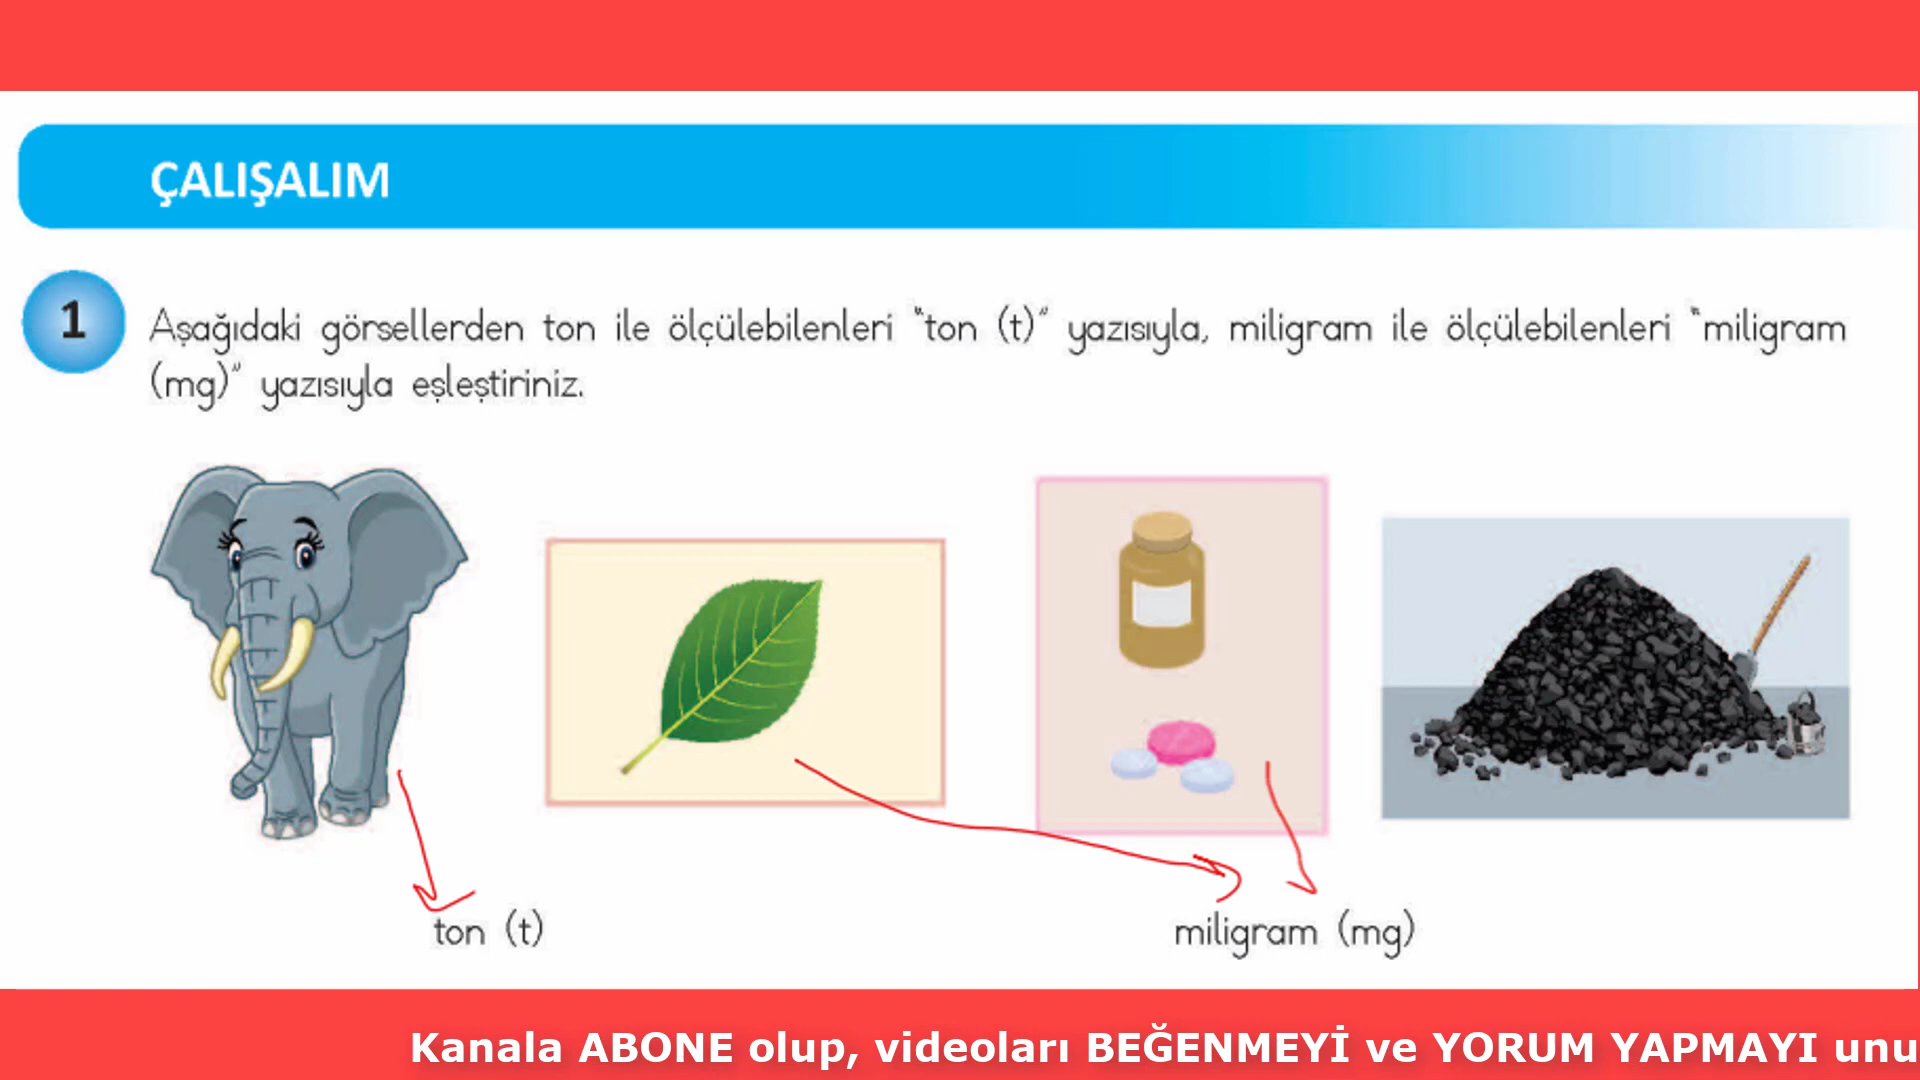 ÇALIŞALIM
1
Aşağıdaki görsellerden ton ile ölçülebilenleri “ton (t)” yazısıyla, miligram ile ölçülebilenleri “miligram
(mg)” yazısıyla eşleştiriniz.
ton (t)
miligram (mg)
Kanala ABONE olup, videoları BEĞENMEYİ ve YORUM YAPMAYI unu